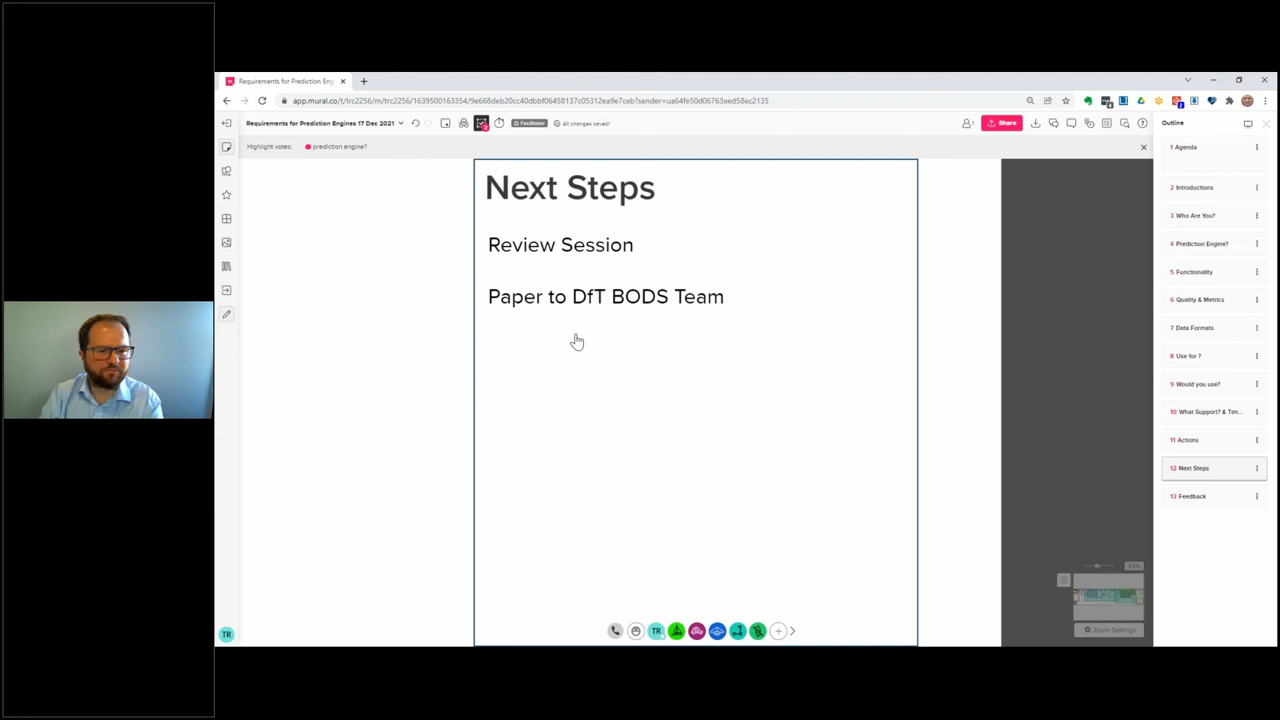 Requirements for Prediction Eng
app.mural.co/t/trc2256/m/trc2256/1639500163354/9e668deb20cc40dbbf06458137c05312ea9e7ceb?sender=ua64fe50d06763eed58ec2135
Requirements for Prediction Engines 17 Dec 2021
Facilitator
All changes saved!
1
Share
Outline
Highlight votes:
prediction engine?
Next Steps
Review Session
Paper to DfT BODS Team
1 Agenda
2 Introductions
3 Who Are You?
4 Prediction Engine?
5 Functionality
6 Quality & Metrics
7 Data Formats
8 Use for ?
9 Would you use?
10 What Support? & Tim...
11 Actions
12 Next Steps
13 Feedback
Zoom Settings
TR
TR